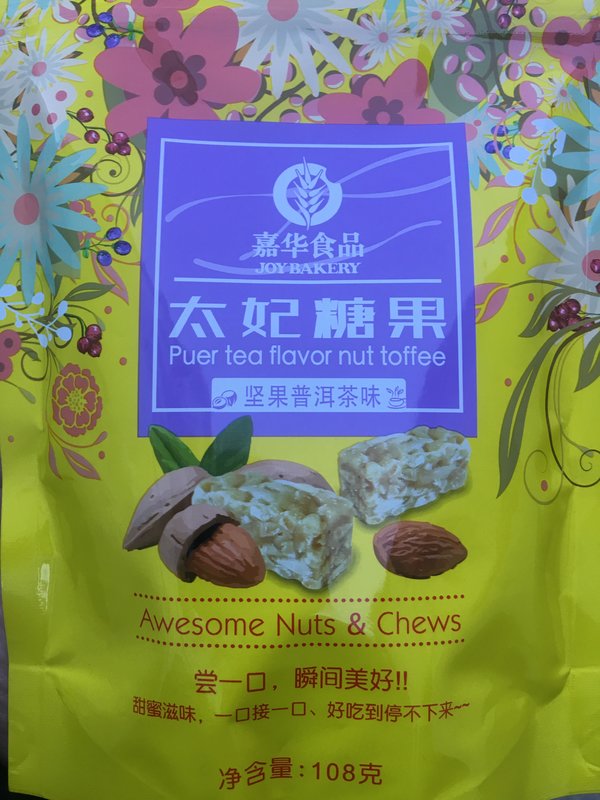 嘉华食品
JOY BAKERY
太妃糖果
Puer tea flavor nut toffee
坚果普洱茶味
Awesome Nuts & Chews
尝一口，瞬间美好!!
甜蜜滋味，一口接一口、好吃到停不下来~~
净含量:108克